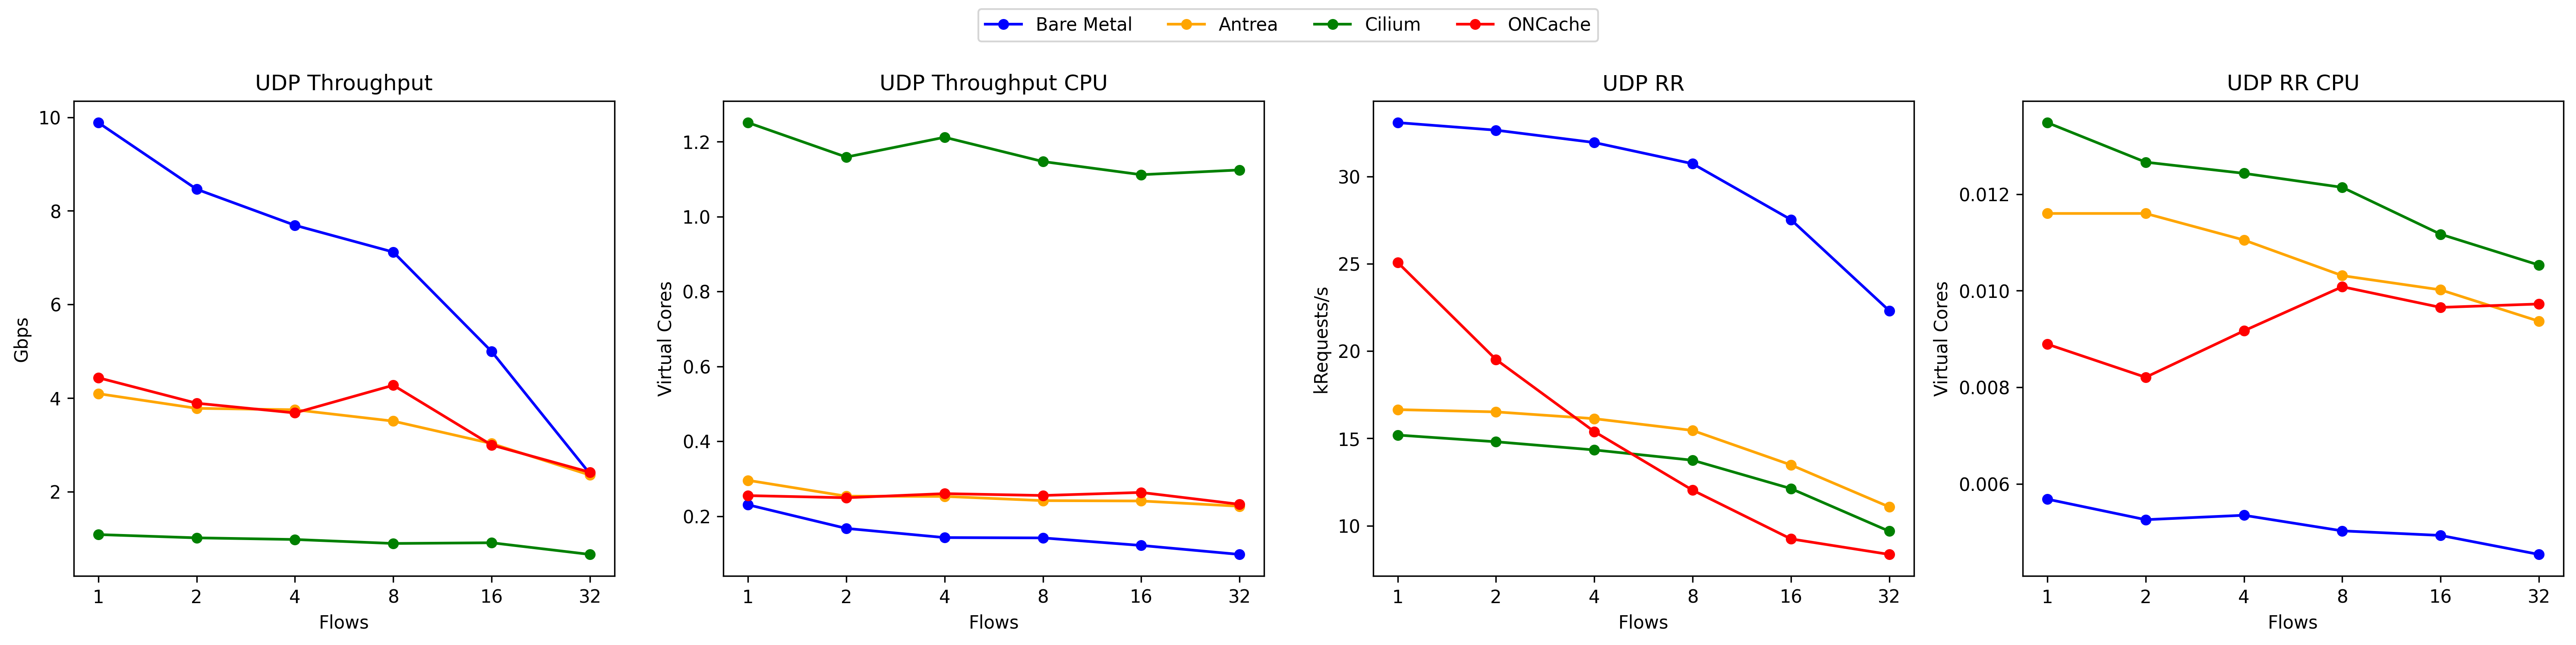 Bare Metal Antrea Cilium ONCache
UDP Throughput
10
8
6
4
2
Gbps
1 2 4 8 16 32
Flows
UDP Throughput CPU
1.2
1.0
0.8
0.6
0.4
0.2
Virtual Cores
1 2 4 8 16 32
Flows
UDP RR
30
25
20
15
10
kRequests/s
1 2 4 8 16 32
Flows
UDP RR CPU
0.012
0.010
0.008
0.006
Virtual Cores
1 2 4 8 16 32
Flows